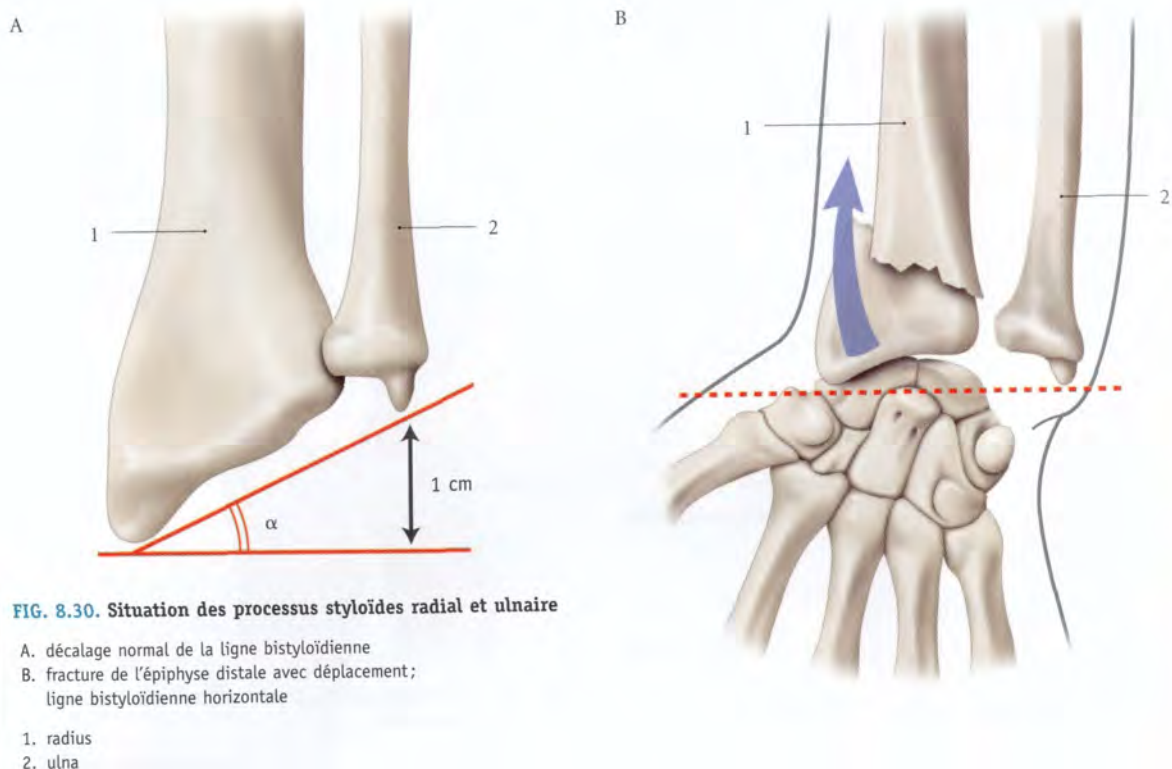 A
B
1
2
1 cm
α
1
2
FIG. 8.30. Situation des processus styloïdes radial et ulnaire
A. décalage normal de la ligne bistyloïdienne
B. fracture de l'épiphyse distale avec déplacement;
ligne bistyloïdienne horizontale
1. radius
2. ulna